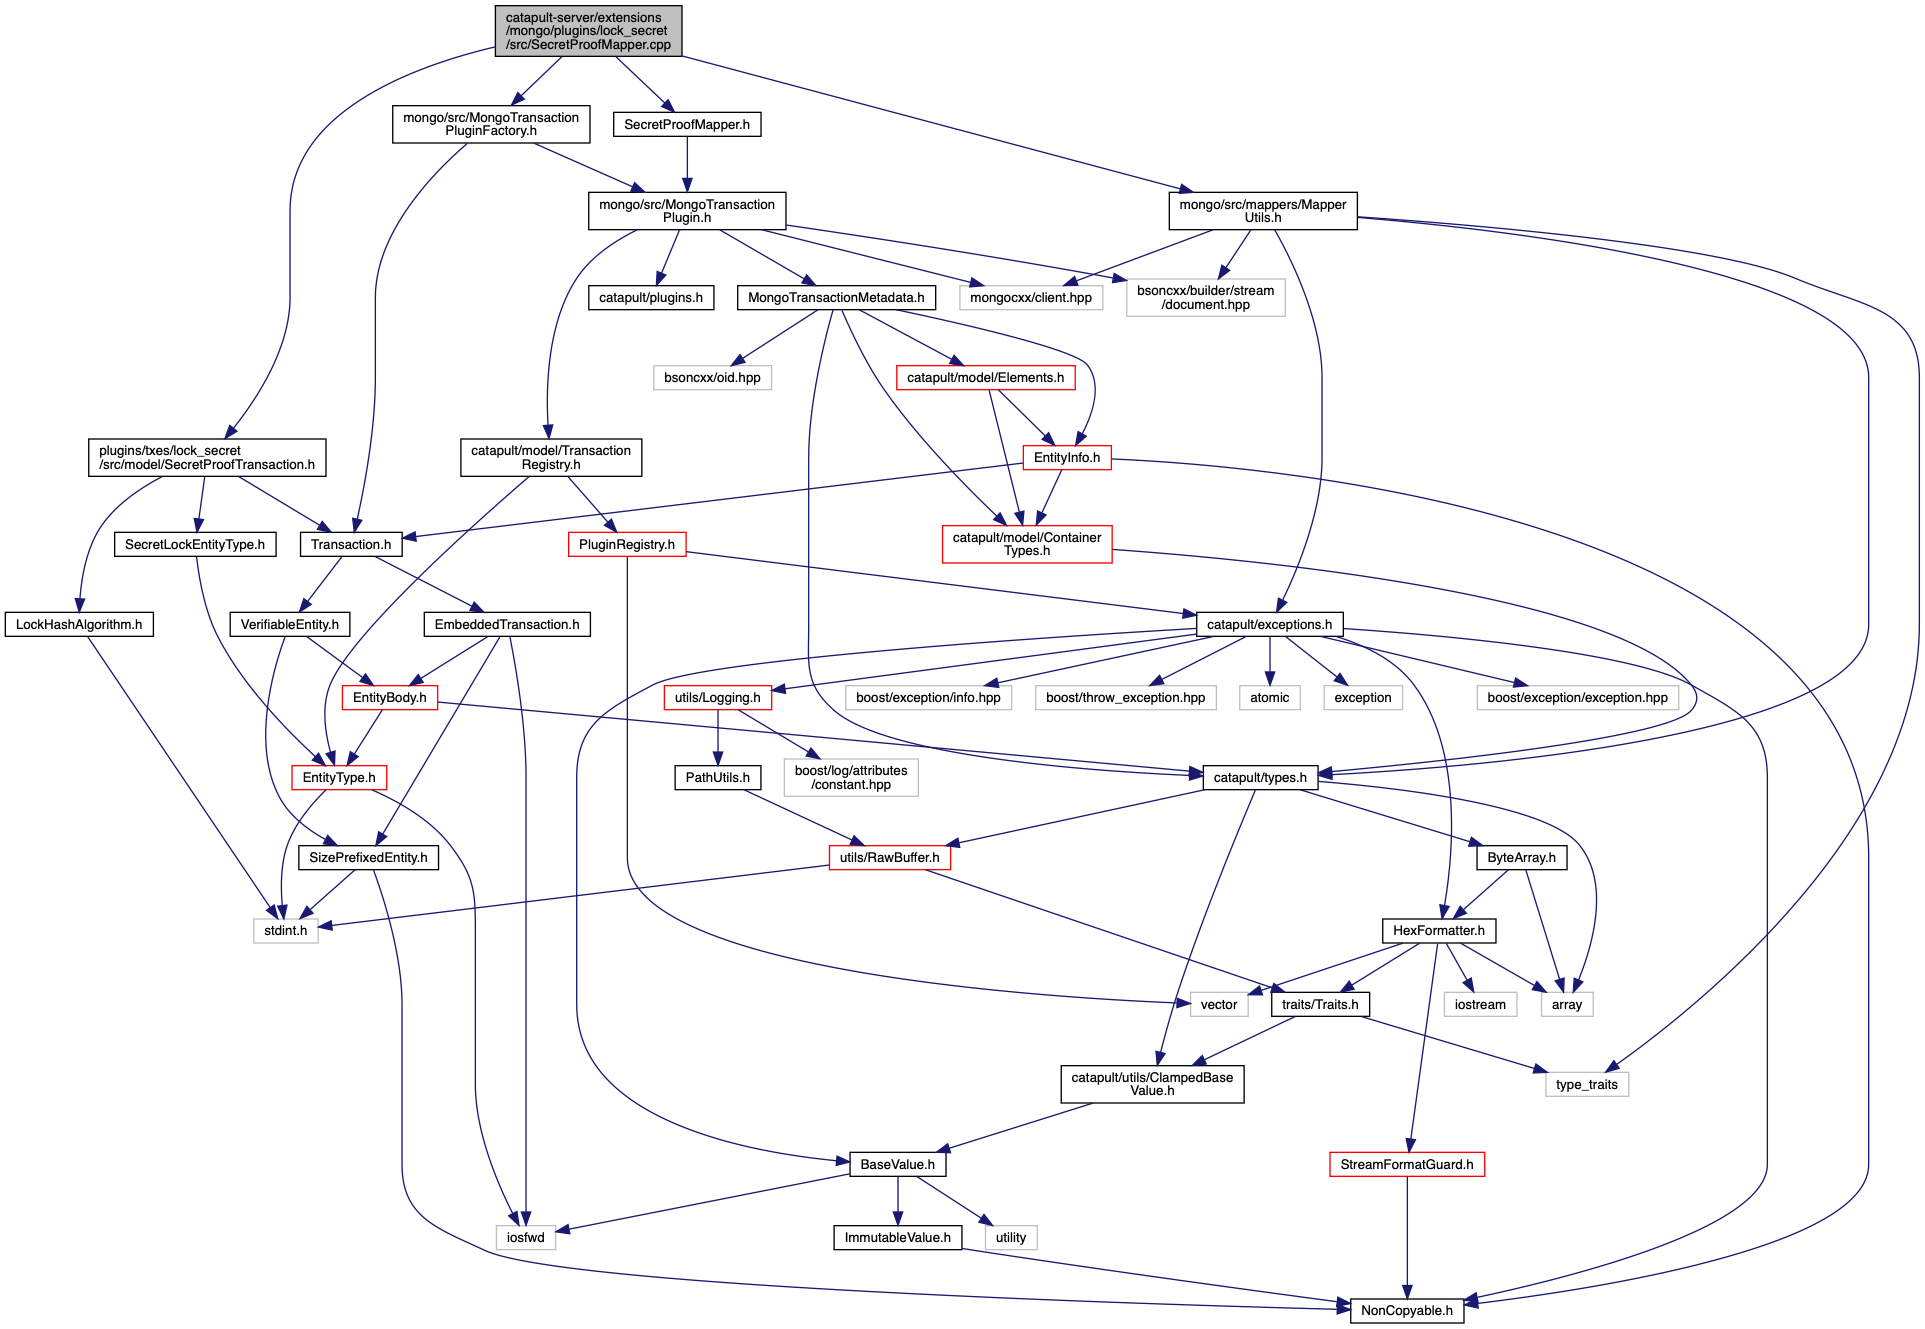 catapult-server/extensions
/mongo/plugins/lock_secret
/src/SecretProofMapper.cpp
mongo/src/MongoTransaction
PluginFactory.h
SecretProofMapper.h
mongo/src/MongoTransaction
Plugin.h
mongo/src/mappers/Mapper
Utils.h
catapult/plugins.h
MongoTransactionMetadata.h
mongocxx/client.hpp
bsoncxx/builder/stream
/document.hpp
bsoncxx/oid.hpp
catapult/model/Elements.h
plugins/txes/lock_secret
/src/model/SecretProofTransaction.h
catapult/model/Transaction
Registry.h
EntityInfo.h
SecretLockEntityType.h
Transaction.h
PluginRegistry.h
catapult/model/Container
Types.h
LockHashAlgorithm.h
VerifiableEntity.h
EmbeddedTransaction.h
catapult/exceptions.h
EntityBody.h
utils/Logging.h
boost/exception/info.hpp
boost/throw_exception.hpp
atomic
exception
boost/exception/exception.hpp
EntityType.h
PathUtils.h
boost/log/attributes
/constant.hpp
catapult/types.h
SizePrefixedEntity.h
utils/RawBuffer.h
ByteArray.h
stdint.h
HexFormatter.h
vector
traits/Traits.h
iostream
array
catapult/utils/ClampedBase
Value.h
type_traits
BaseValue.h
StreamFormatGuard.h
iosfwd
ImmutableValue.h
utility
NonCopyable.h